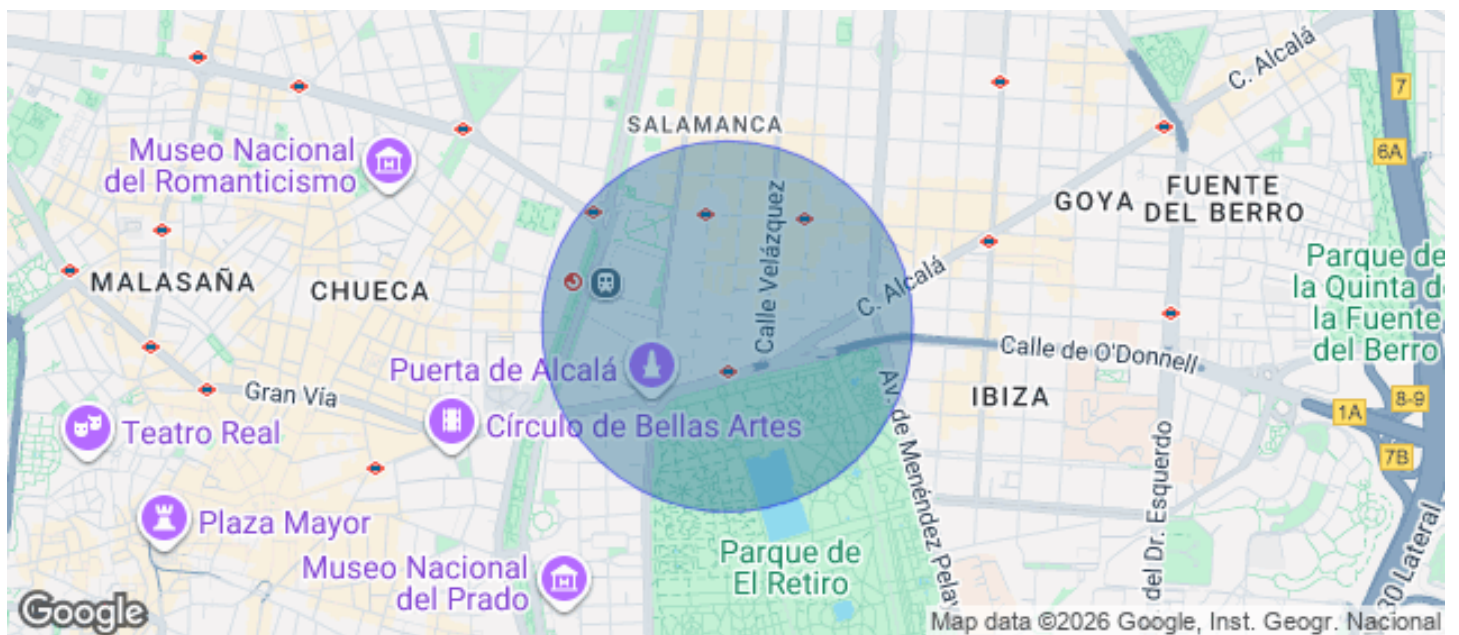 C. Alcalá
7
SALAMANCA
Museo Nacional
del Romanticismo
6A
GOYA
FUENTE
DEL BERRO
Calle Velázquez
Parque de
la Quinta d
la Fuente
del Berro
MALASAÑA
CHUECA
C. Alcalá
Calle de O'Donnell
Puerta de Alcalá
Gran Vía
IBIZA
8-9
1A
Teatro Real
Círculo de Bellas Artes
Av. de Menéndez Pelay
7B
Plaza Mayor
del Dr. Esquerdo
30 Lateral
Parque de
El Retiro
Museo Nacional
del Prado
Google
Map data ©2026 Google, Inst. Geogr. Nacional